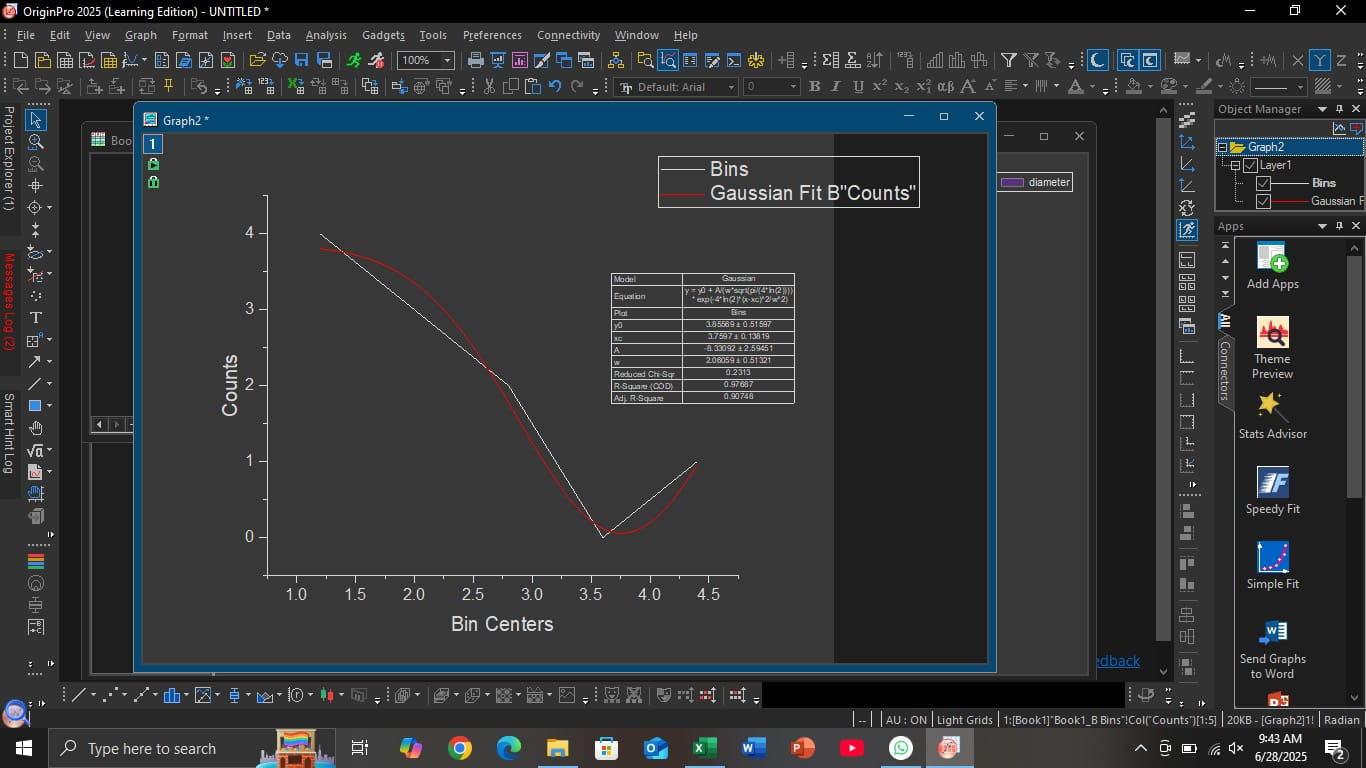 OriginPro 2025 (Learning Edition) - UNTITLED *
File Edit View Graph Format Insert Data Analysis Gadgets Tools Preferences Connectivity Window Help
100%
Default: Arial 0
Project Explorer (1)
Messages Log (2)
Smart Hint Log
Boo
Graph2 *
1
Bins
Gaussian Fit B"Counts"
diameter
Model Gaussian
Equation y = y0 + A/(w*sqrt(pi/(4*ln(2))))
* exp(-4*ln(2)*(x-xc)^2/w^2)
Plot Bins
y0 3.85569 ± 0.51597
xc 3.7597 ± 0.13819
A -8.33092 ± 2.59451
w 2.06059 ± 0.51321
Reduced Chi-Sqr 0.2313
R-Square (COD) 0.97687
Adj. R-Square 0.90748
4
3
2
1
0
Counts
1.0 1.5 2.0 2.5 3.0 3.5 4.0 4.5
Bin Centers
edback
Object Manager
Graph2
Layer1
Bins
Gaussian F
Apps
All
Connectors
Add Apps
Theme
Preview
Stats Advisor
Speedy Fit
Simple Fit
Send Graphs
to Word
-- AU : ON Light Grids 1:[Book1]"Book1_B Bins"!Col("Counts")[1:5] 20KB - [Graph2]1! Radian
Type here to search
9:43 AM
6/28/2025
2